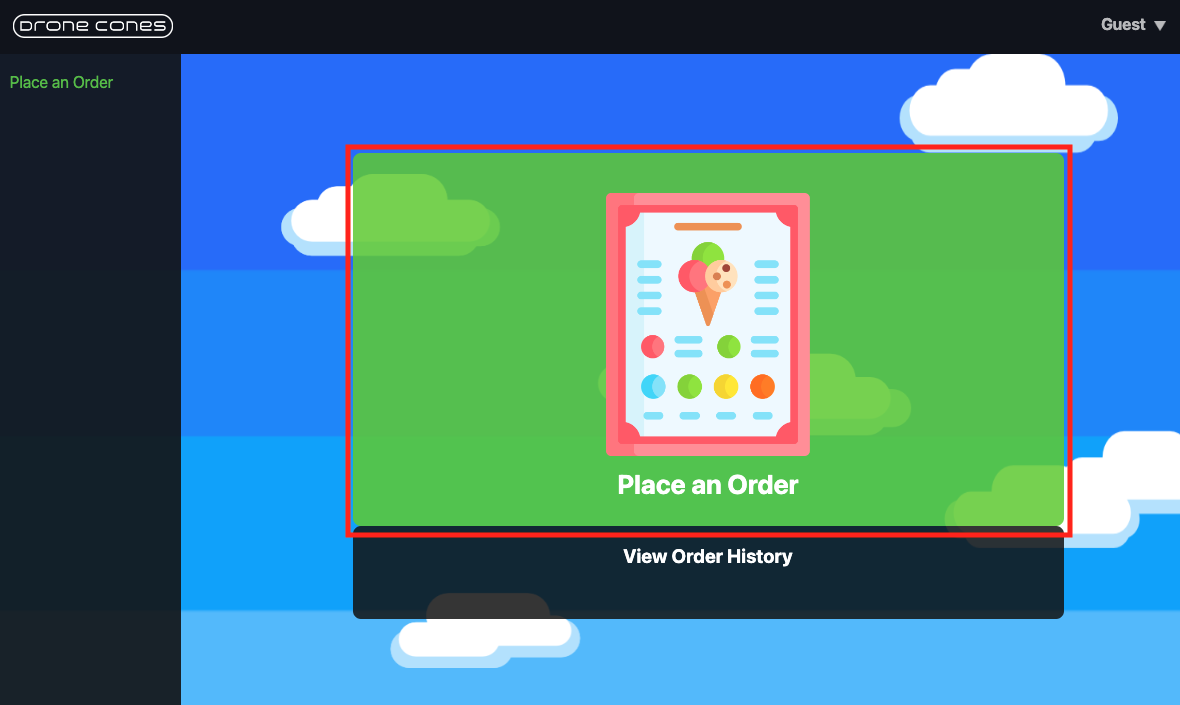 Drone cones
Guest ▼
Place an Order
Place an Order
View Order History